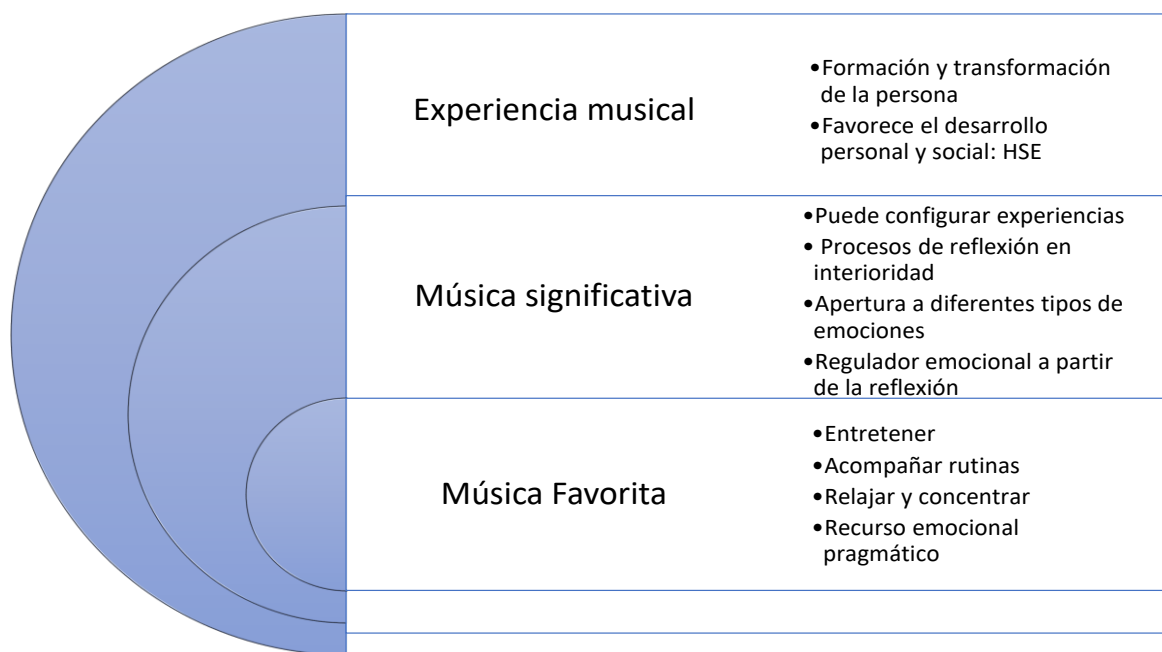 Experiencia musical
•Formación y transformación
de la persona
•Favorece el desarrollo
personal y social: HSE
Música significativa
•Puede configurar experiencias
• Procesos de reflexión en
interioridad
•Apertura a diferentes tipos de
emociones
•Regulador emocional a partir
de la reflexión
Música Favorita
•Entretener
•Acompañar rutinas
•Relajar y concentrar
•Recurso emocional
pragmático